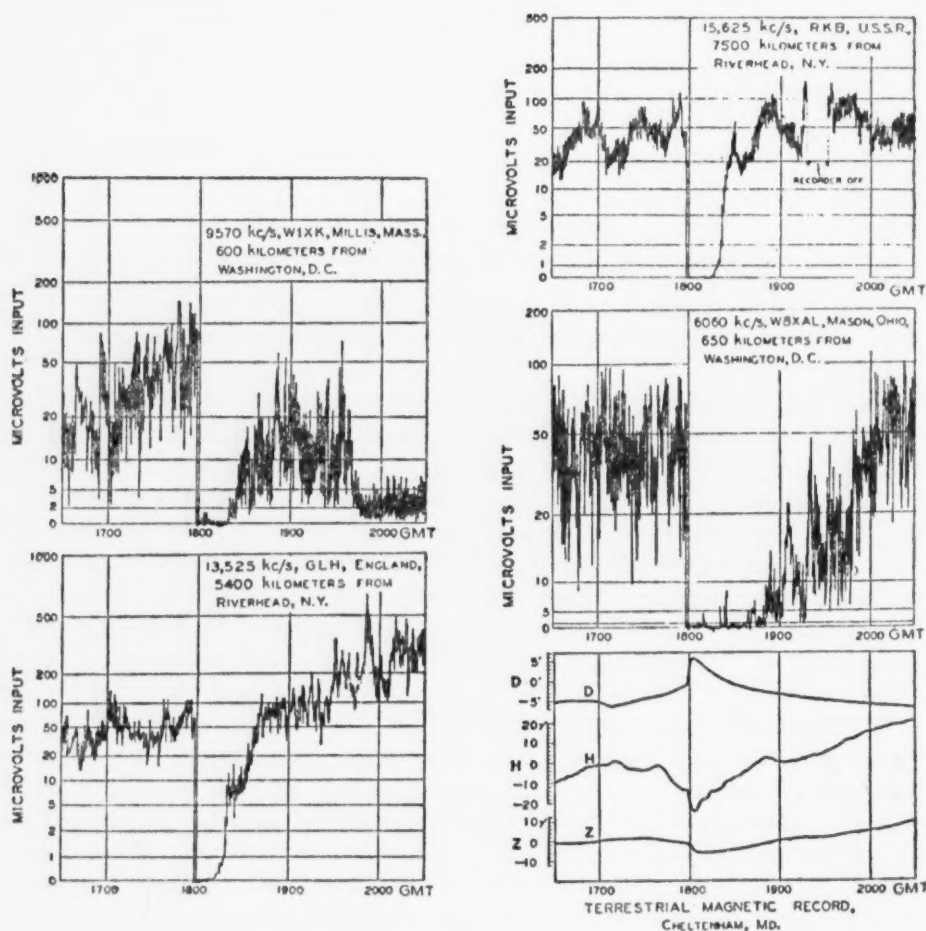 MICROVOLTS INPUT
1000
500
200
100
50
20
10
5
2
0
9570 kc/s, W1XK, MILLIS, MASS.,
600 KILOMETERS FROM
WASHINGTON, D.C.
1700 1800 1900 2000 GMT
MICROVOLTS INPUT
1000
500
200
100
50
20
10
5
2
1
0
13,525 kc/s, GLH, ENGLAND,
5400 KILOMETERS FROM
RIVERHEAD, N.Y.
1700 1800 1900 2000 GMT
MICROVOLTS INPUT
500
200
100
50
20
10
5
2
1
0
15,625 kc/s, RKB, U.S.S.R.,
7500 KILOMETERS FROM
RIVERHEAD, N.Y.
RECORDER OFF
1700 1800 1900 2000 GMT
MICROVOLTS INPUT
200
100
50
20
10
5
0
6060 kc/s, W8XAL, MASON, OHIO,
650 KILOMETERS FROM
WASHINGTON, D.C.
1700 1800 1900 2000 GMT
5'
D 0' D
-5'
20γ
10
H 0 H
-10
-20
10γ
Z 0 Z
-10
1700 1800 1900 2000 GMT
TERRESTRIAL MAGNETIC RECORD,
CHELTENHAM, MD.